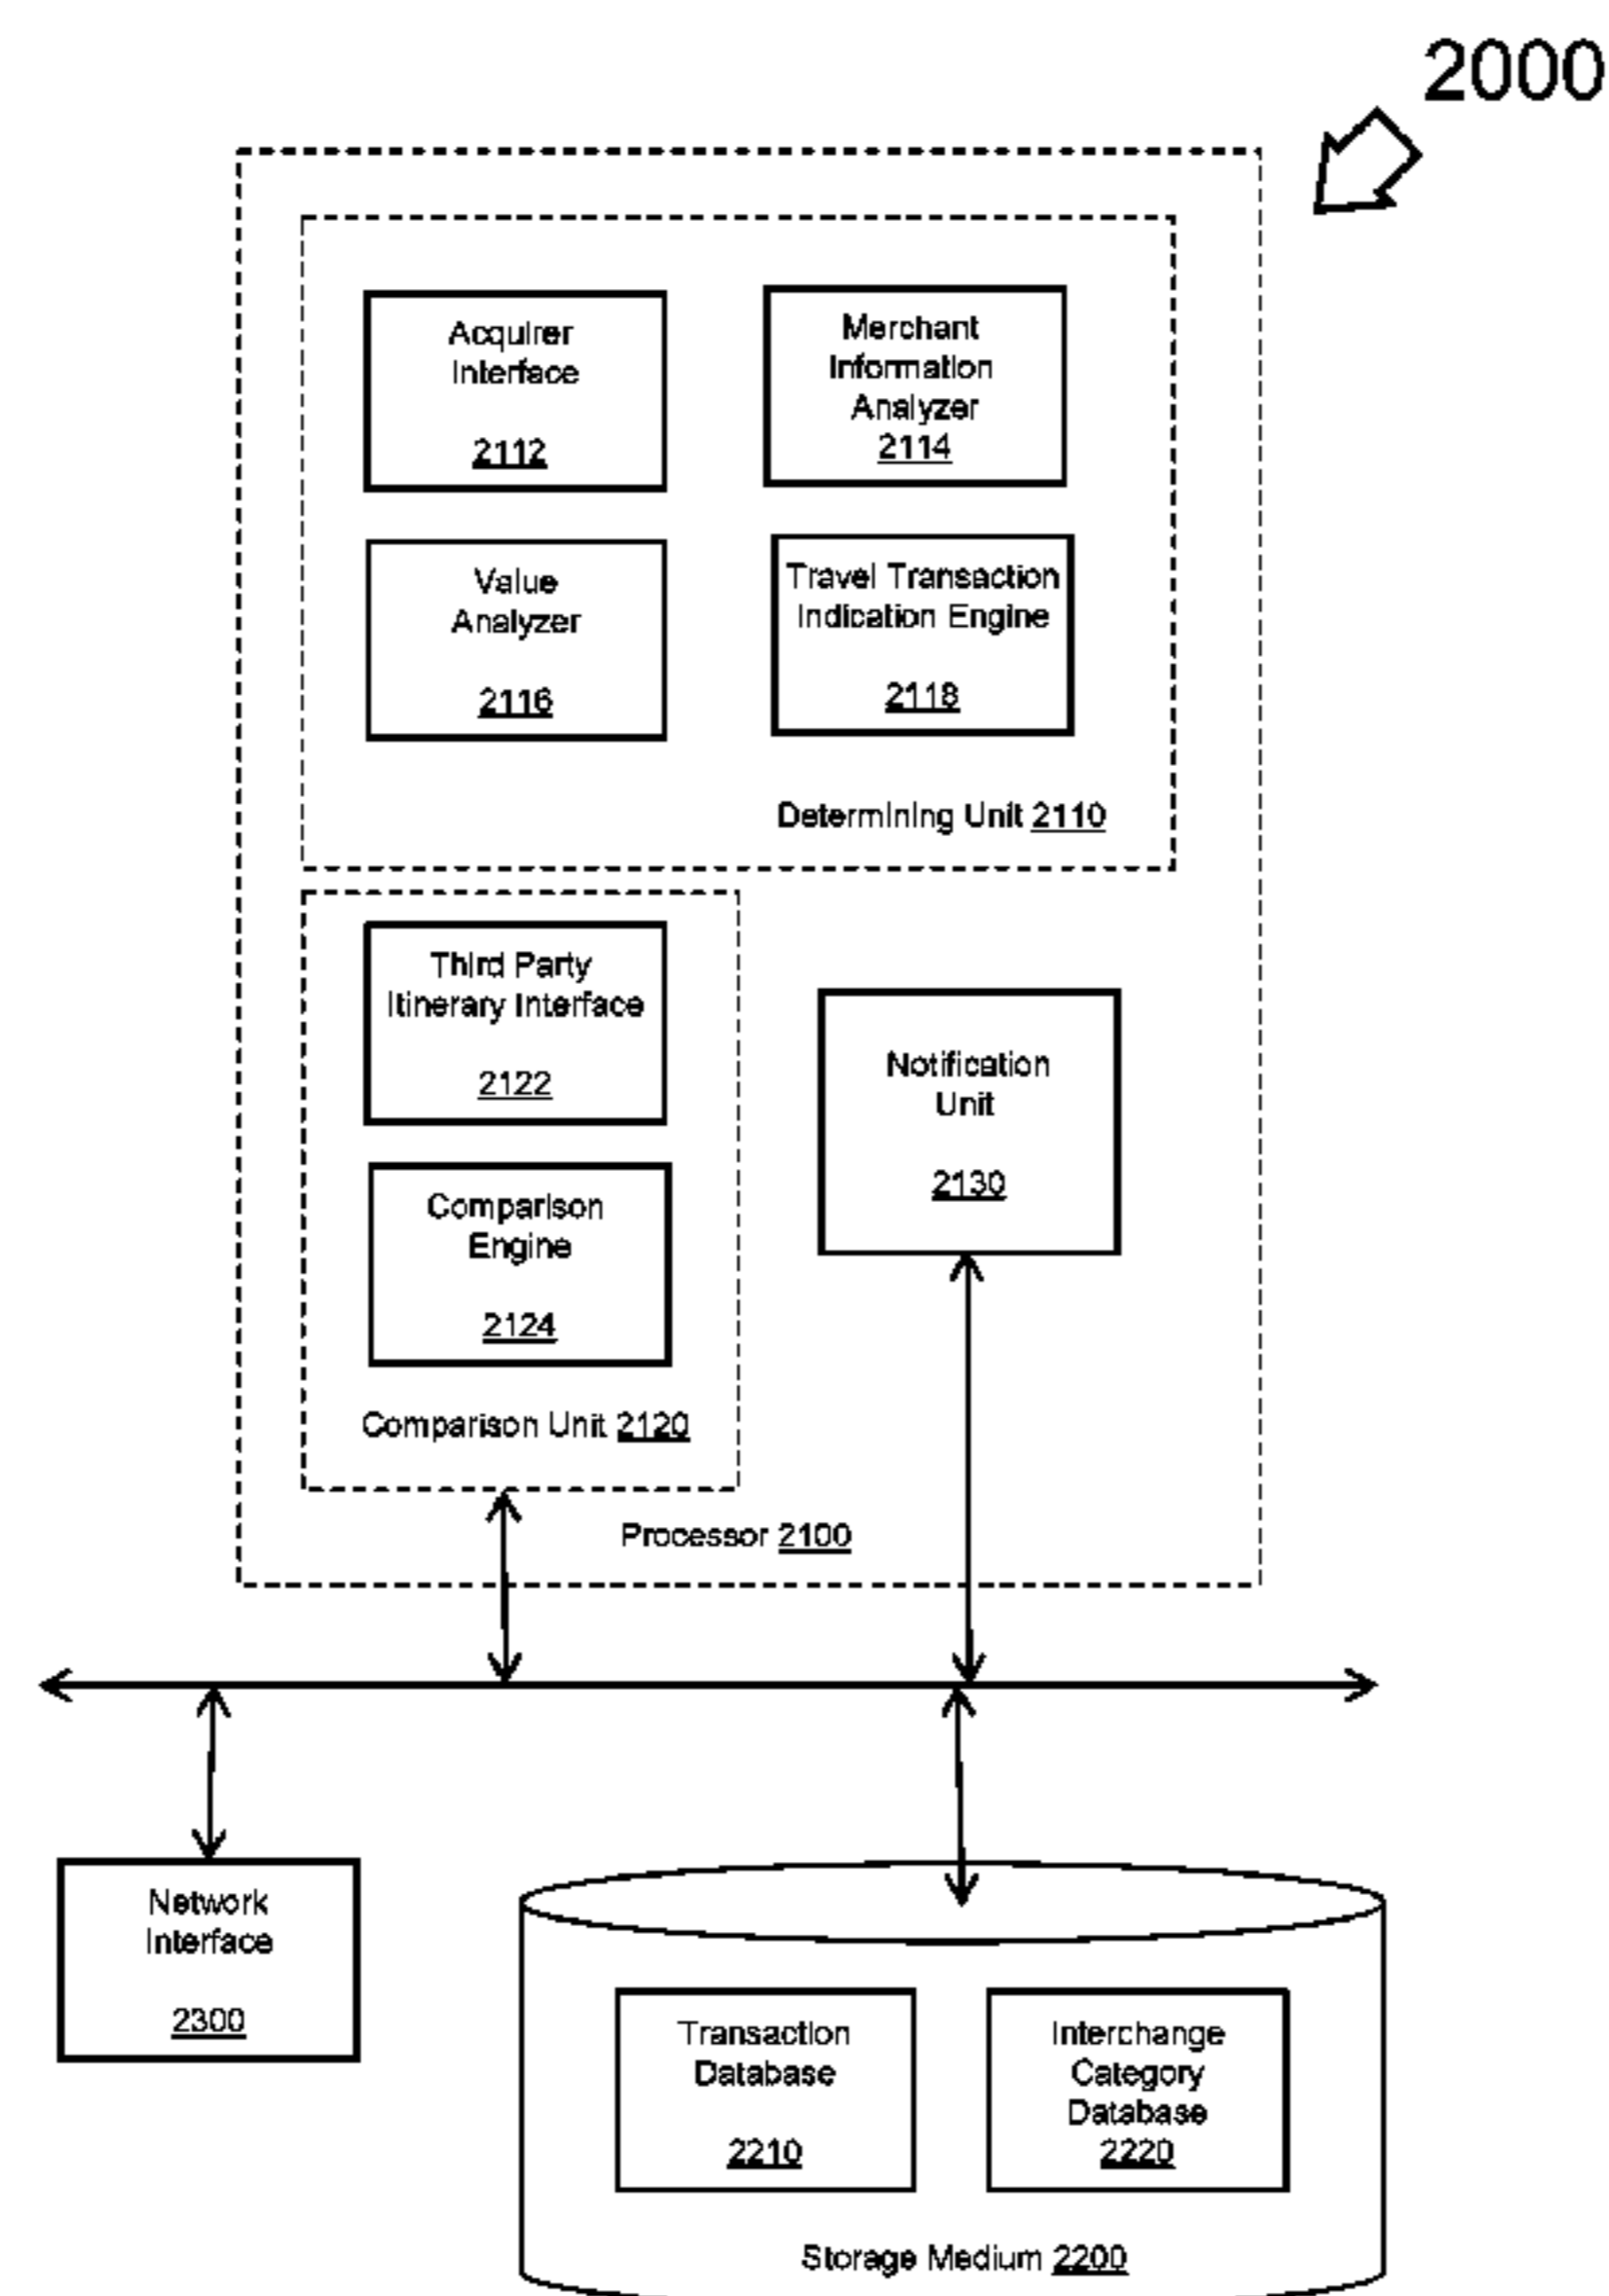 2000
Acquirer
Interface
2112
Merchant
Information
Analyzer
2114
Value
Analyzer
2116
Travel Transaction
Indication Engine
2118
Determining Unit 2110
Third Party
Itinerary Interface
2122
Notification
Unit
2130
Comparison
Engine
2124
Comparison Unit 2120
Processor 2100
Network
Interface
2300
Transaction
Database
2210
Interchange
Category
Database
2220
Storage Medium 2200